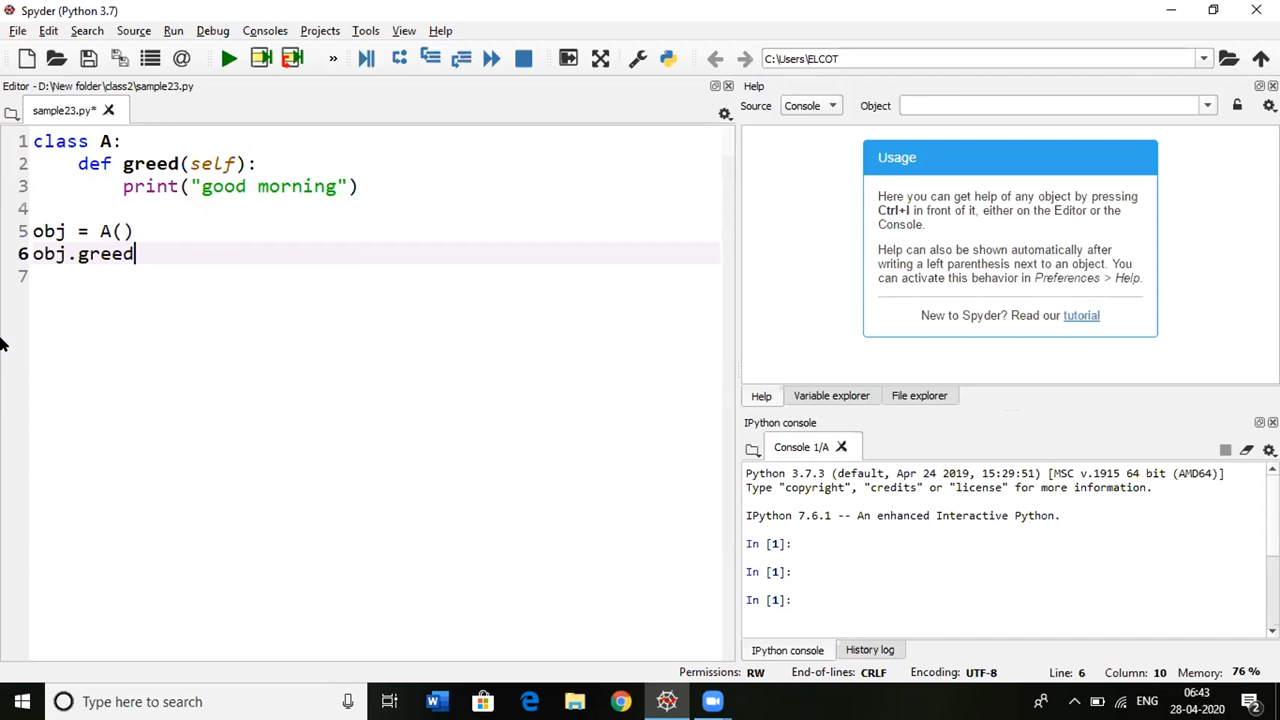 Spyder (Python 3.7)
File Edit Search Source Run Debug Consoles Projects Tools View Help
C:\Users\ELCOT
Editor - D:\New folder\class2\sample23.py
sample23.py*
1 class A:
2     def greed(self):
3         print("good morning")
4
5 obj = A()
6 obj.greed
7
Help
Source Console Object
Usage
Here you can get help of any object by pressing
Ctrl+I in front of it, either on the Editor or the
Console.
Help can also be shown automatically after
writing a left parenthesis next to an object. You
can activate this behavior in Preferences > Help.
New to Spyder? Read our tutorial
Help Variable explorer File explorer
IPython console
Console 1/A
Python 3.7.3 (default, Apr 24 2019, 15:29:51) [MSC v.1915 64 bit (AMD64)]
Type "copyright", "credits" or "license" for more information.
IPython 7.6.1 -- An enhanced Interactive Python.
In [1]:
In [1]:
In [1]:
IPython console History log
Permissions: RW End-of-lines: CRLF Encoding: UTF-8 Line: 6 Column: 10 Memory: 76 %
Type here to search
ENG
06:43
28-04-2020
2